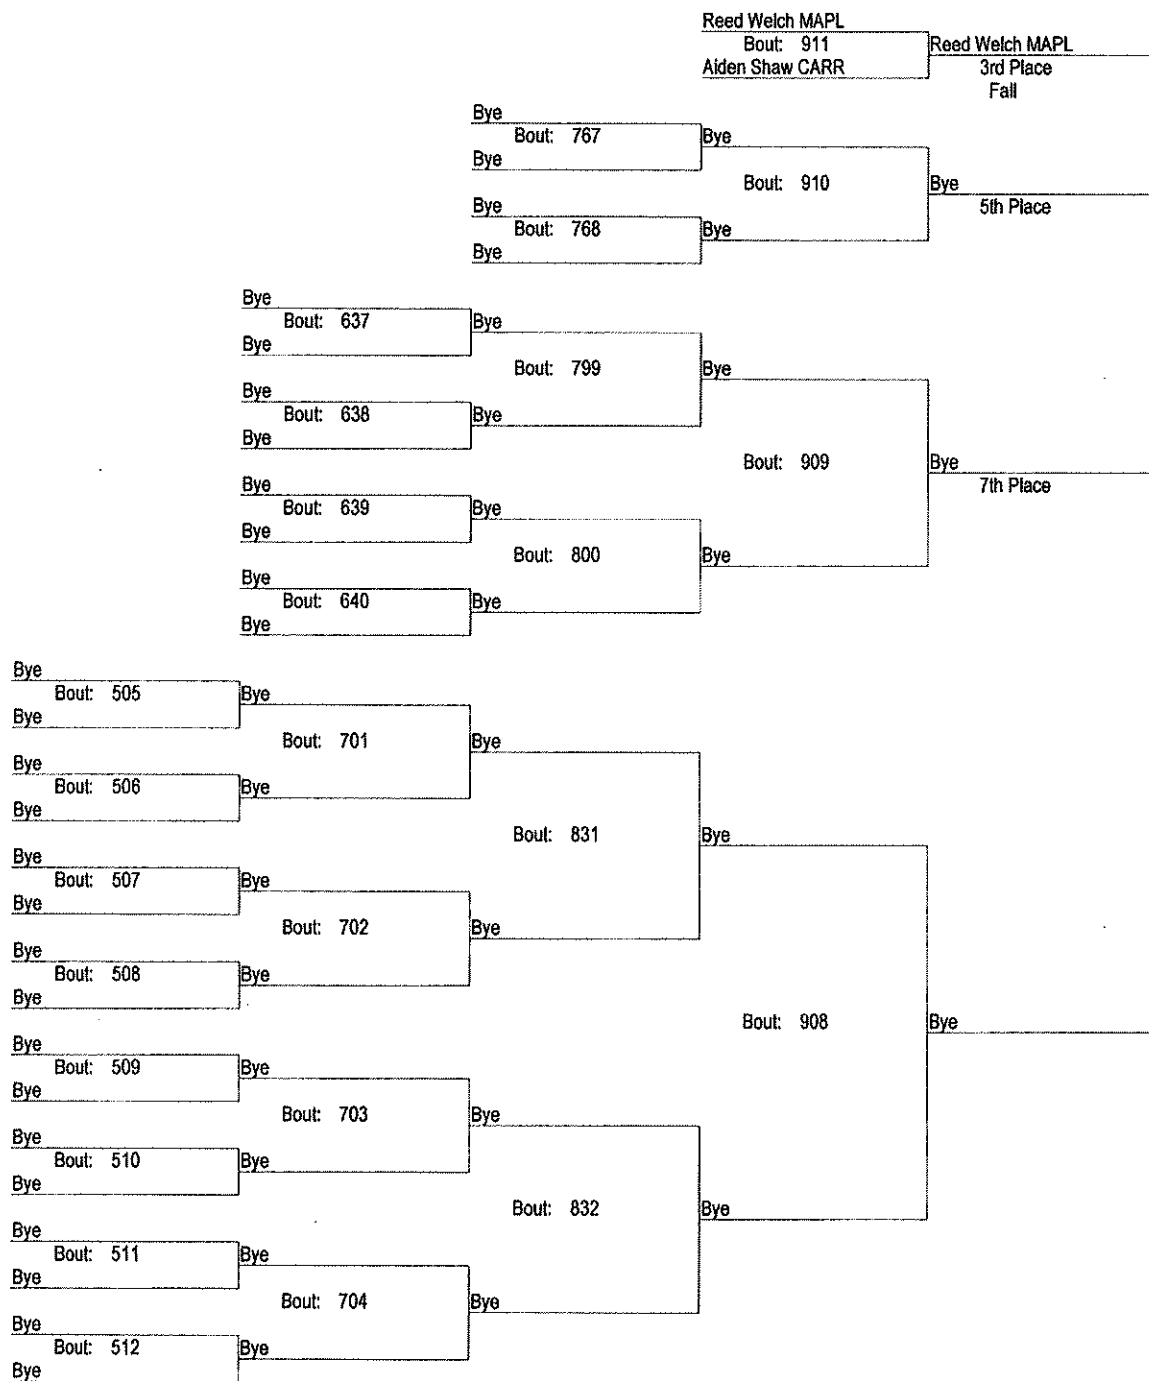 Reed Welch MAPL
Bout: 911
Reed Welch MAPL
Aiden Shaw CARR
3rd Place
Fall
Bye
Bout: 767
Bye
Bye
Bout: 910
Bye
5th Place
Bye
Bout: 768
Bye
Bye
Bye
Bout: 637
Bye
Bye
Bout: 799
Bye
Bye
Bout: 638
Bye
Bye
Bout: 909
Bye
7th Place
Bye
Bout: 639
Bye
Bye
Bout: 800
Bye
Bye
Bout: 640
Bye
Bye
Bye
Bout: 505
Bye
Bye
Bout: 701
Bye
Bye
Bout: 506
Bye
Bye
Bout: 831
Bye
Bye
Bout: 507
Bye
Bye
Bout: 702
Bye
Bye
Bout: 508
Bye
Bye
Bout: 908
Bye
Bye
Bout: 509
Bye
Bye
Bout: 703
Bye
Bye
Bout: 510
Bye
Bye
Bout: 832
Bye
Bye
Bout: 511
Bye
Bye
Bout: 704
Bye
Bye
Bout: 512
Bye
Bye